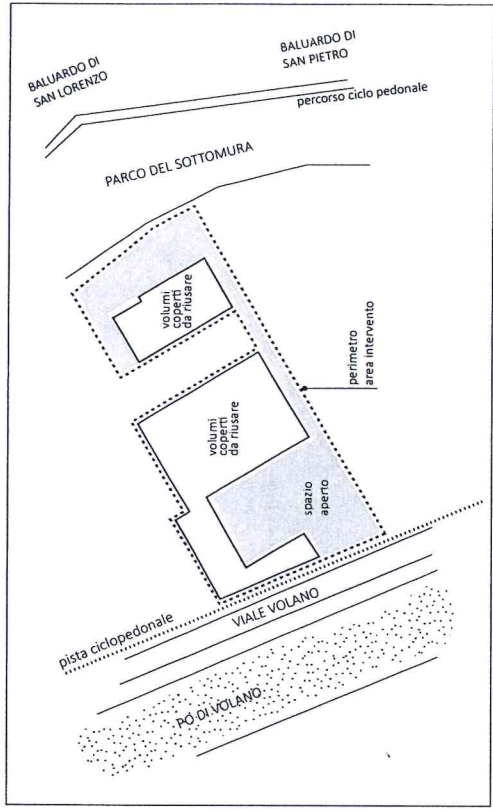 BALUARDO DI
SAN LORENZO
BALUARDO DI
SAN PIETRO
percorso ciclo pedonale
PARCO DEL SOTTOMURA
volumi
coperti
da riusare
volumi
coperti
da riusare
perimetro
area intervento
spazio
aperto
pista ciclopedonale
VIALE VOLANO
PO DI VOLANO